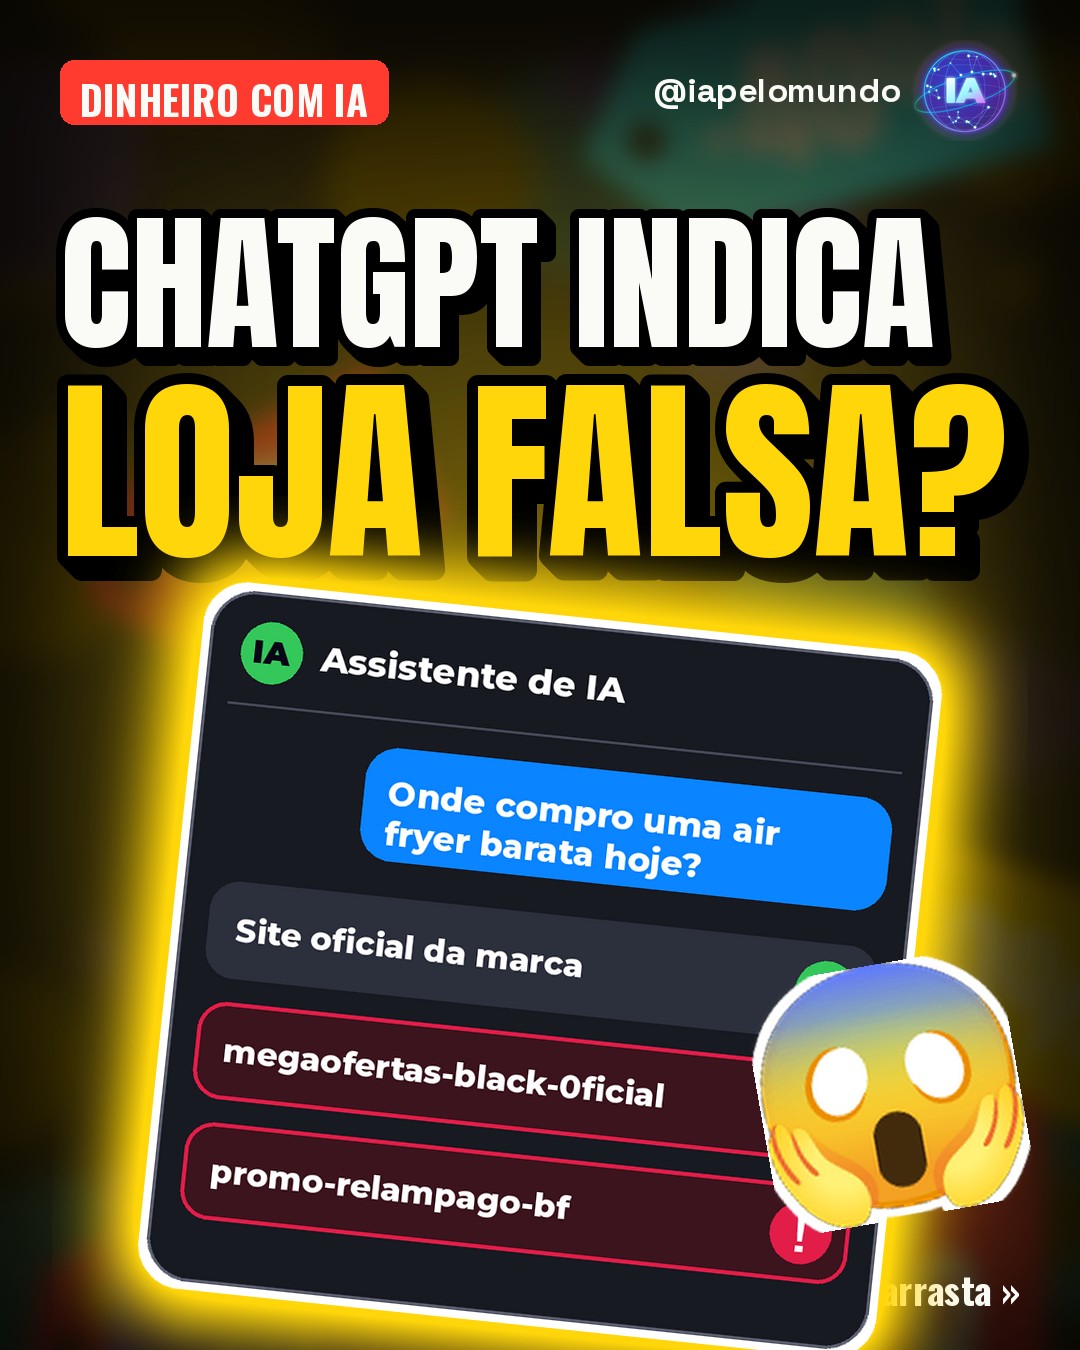 DINHEIRO COM IA
@iapelomundo
IA
CHATGPT INDICA
LOJA FALSA?
IA
Assistente de IA
Onde compro uma air
fryer barata hoje?
Site oficial da marca
megaofertas-black-0ficial
promo-relampago-bf
!
arrasta »